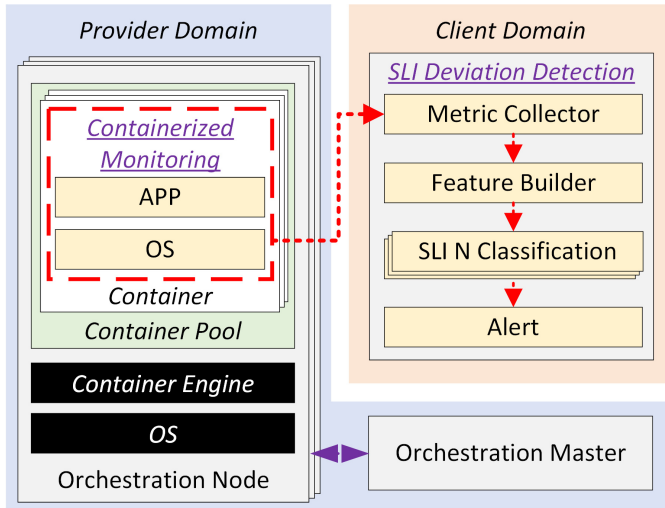 Provider Domain
Containerized
Monitoring
APP
OS
Container
Container Pool
Container Engine
OS
Orchestration Node
Client Domain
SLI Deviation Detection
Metric Collector
Feature Builder
SLI N Classification
Alert
Orchestration Master